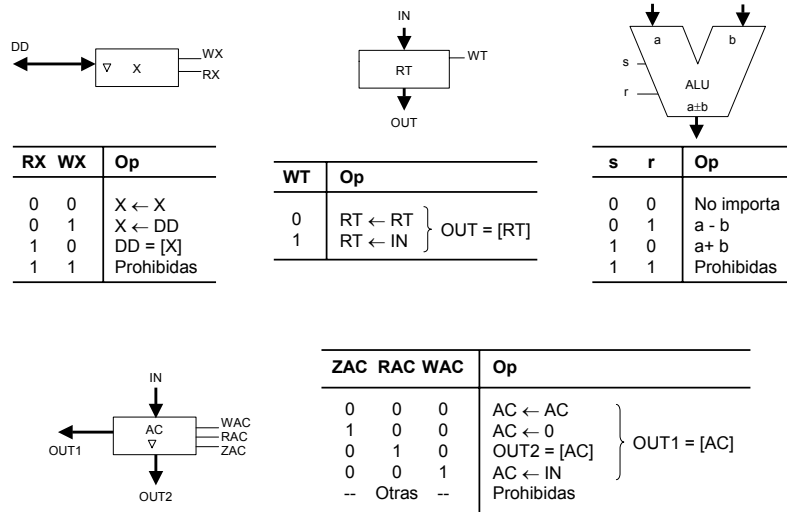 IN
DD
WX
RX
▽ X
RT
WT
OUT
a b
s
r
ALU
a±b
RX WX Op
0 0 X ← X
0 1 X ← DD
1 0 DD = [X]
1 1 Prohibidas
WT Op
0 RT ← RT
1 RT ← IN
OUT = [RT]
s r Op
0 0 No importa
0 1 a - b
1 0 a+ b
1 1 Prohibidas
IN
AC
▽
WAC
RAC
ZAC
OUT1
OUT2
ZAC RAC WAC Op
0 0 0 AC ← AC
1 0 0 AC ← 0
0 1 0 OUT2 = [AC]
0 0 1 AC ← IN
-- Otras -- Prohibidas
OUT1 = [AC]